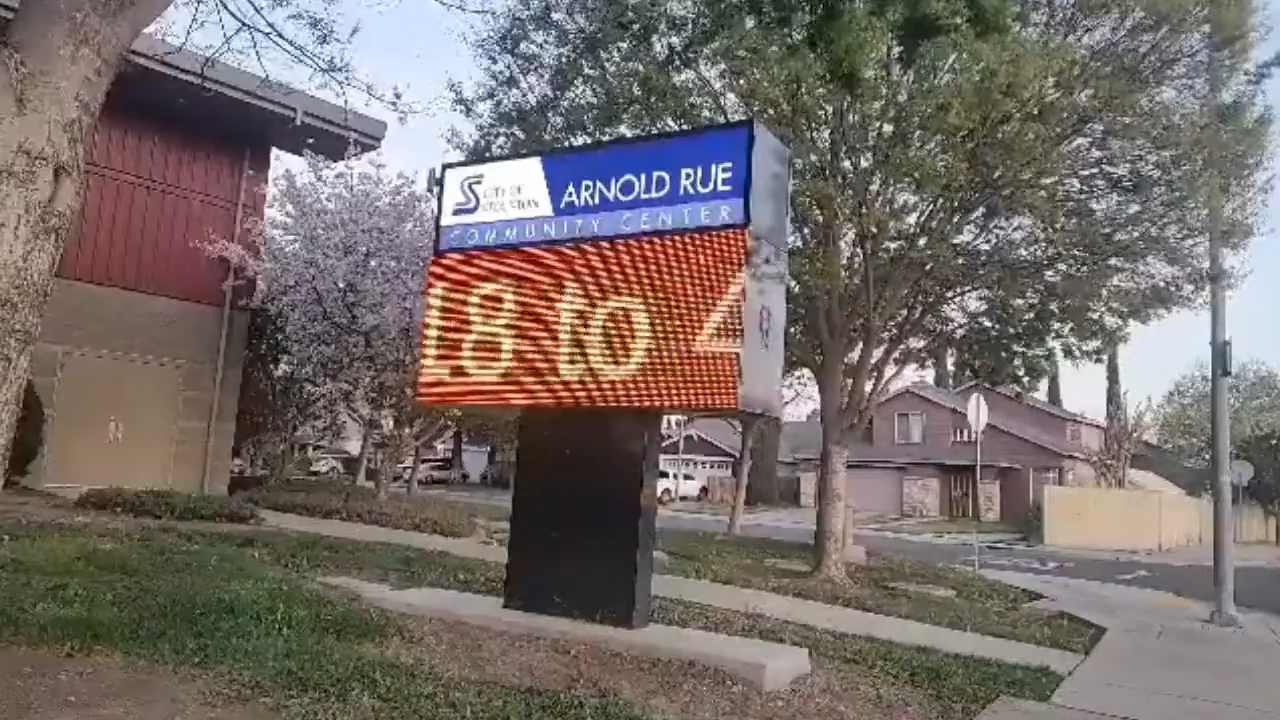 CITY OF
STOCKTON
ARNOLD RUE
COMMUNITY CENTER
18 to 4